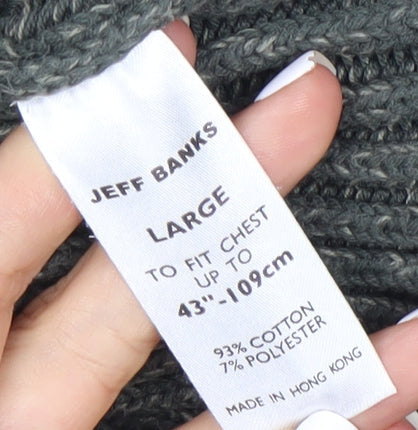 JEFF BANKS
LARGE
TO FIT CHEST
UP TO
43"-109cm
93% COTTON
7% POLYESTER
MADE IN HONG KONG